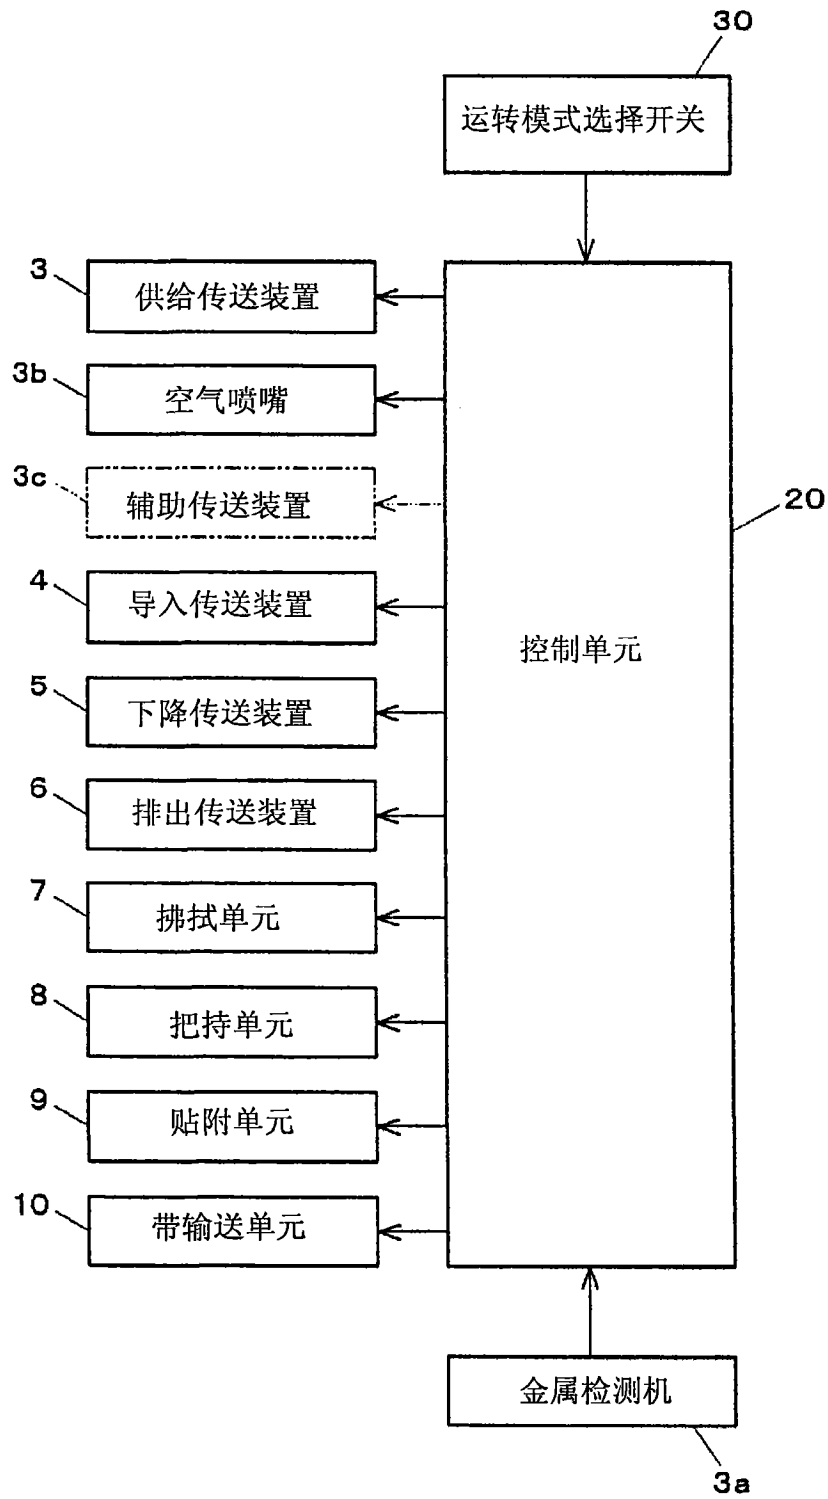 30
运转模式选择开关
3
供给传送装置
3b
空气喷嘴
3c
辅助传送装置
20
4
导入传送装置
控制单元
5
下降传送装置
6
排出传送装置
7
拂拭单元
8
把持单元
9
贴附单元
10
带输送单元
金属检测机
3a